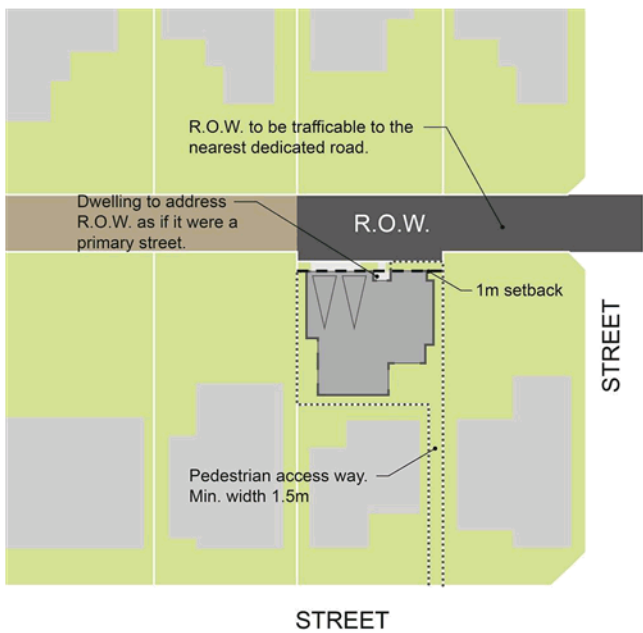 R.O.W. to be trafficable to the
nearest dedicated road.
Dwelling to address
R.O.W. as if it were a
primary street.
R.O.W.
1m setback
STREET
Pedestrian access way.
Min. width 1.5m
STREET